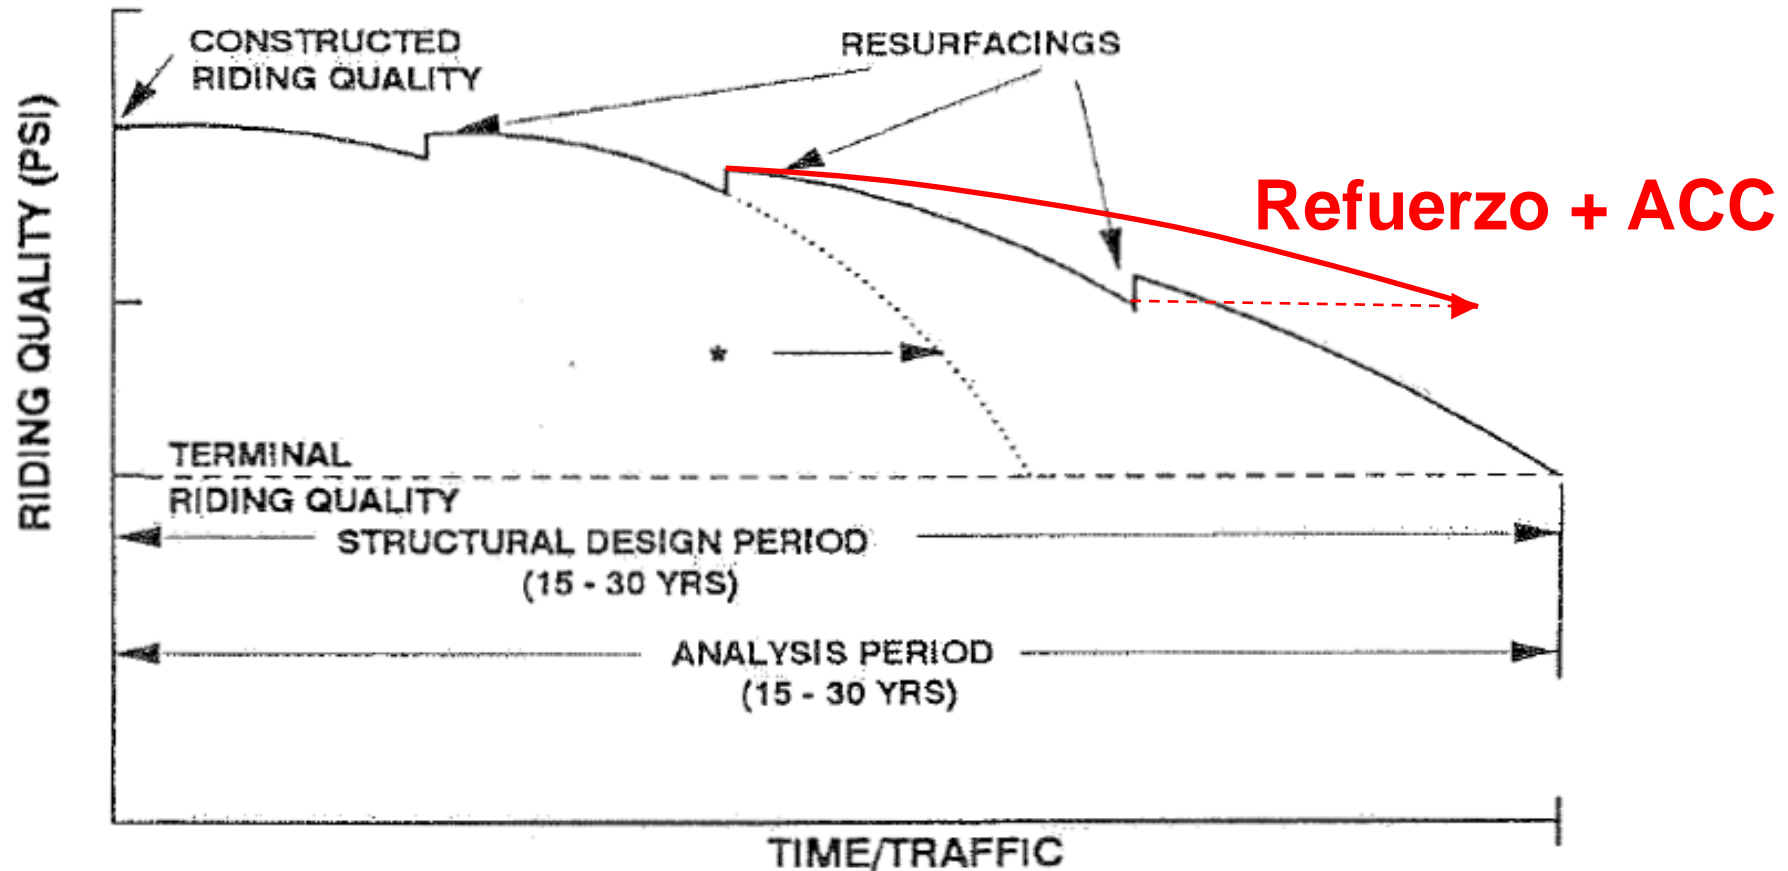 CONSTRUCTED
RIDING QUALITY
RESURFACINGS
RIDING QUALITY (PSI)
Refuerzo + ACC
*
TERMINAL
RIDING QUALITY
STRUCTURAL DESIGN PERIOD
(15 - 30 YRS)
ANALYSIS PERIOD
(15 - 30 YRS)
TIME/TRAFFIC